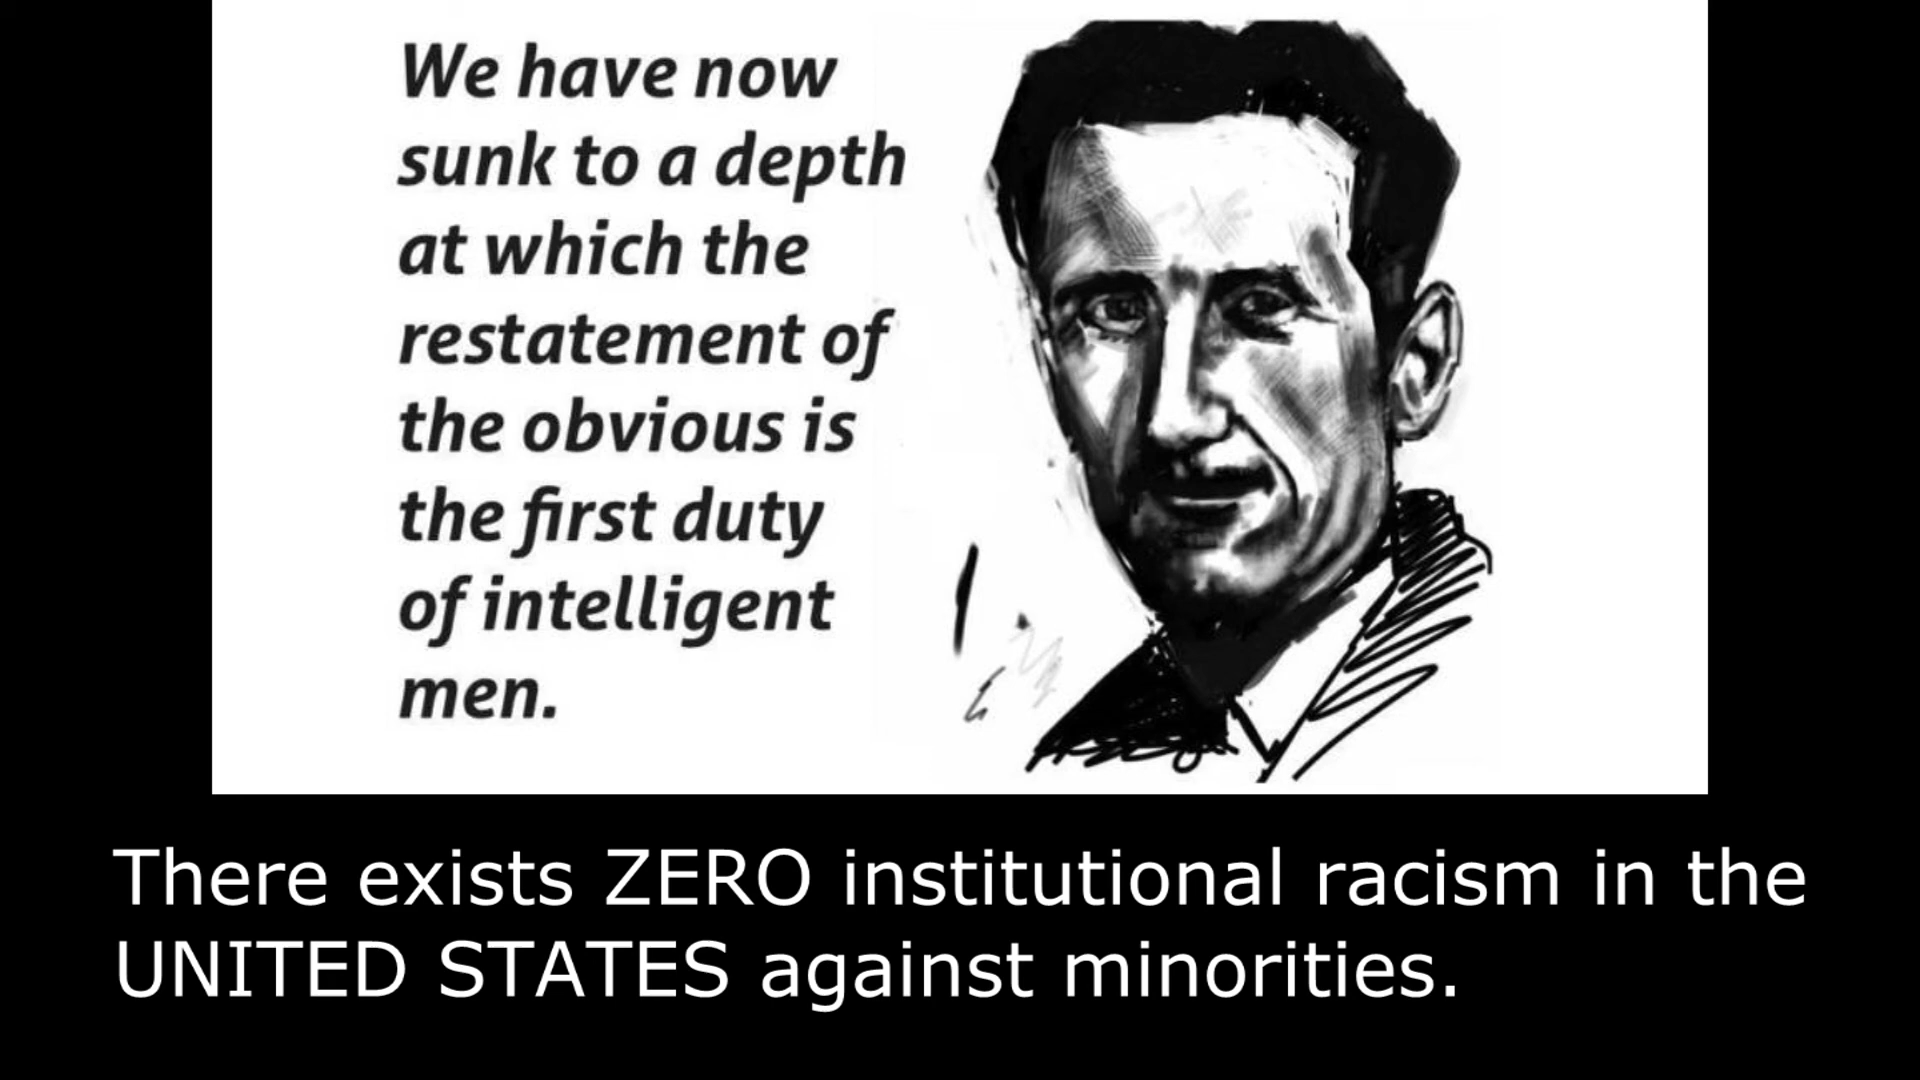 We have now
sunk to a depth
at which the
restatement of
the obvious is
the first duty
of intelligent
men.
There exists ZERO institutional racism in the
UNITED STATES against minorities.